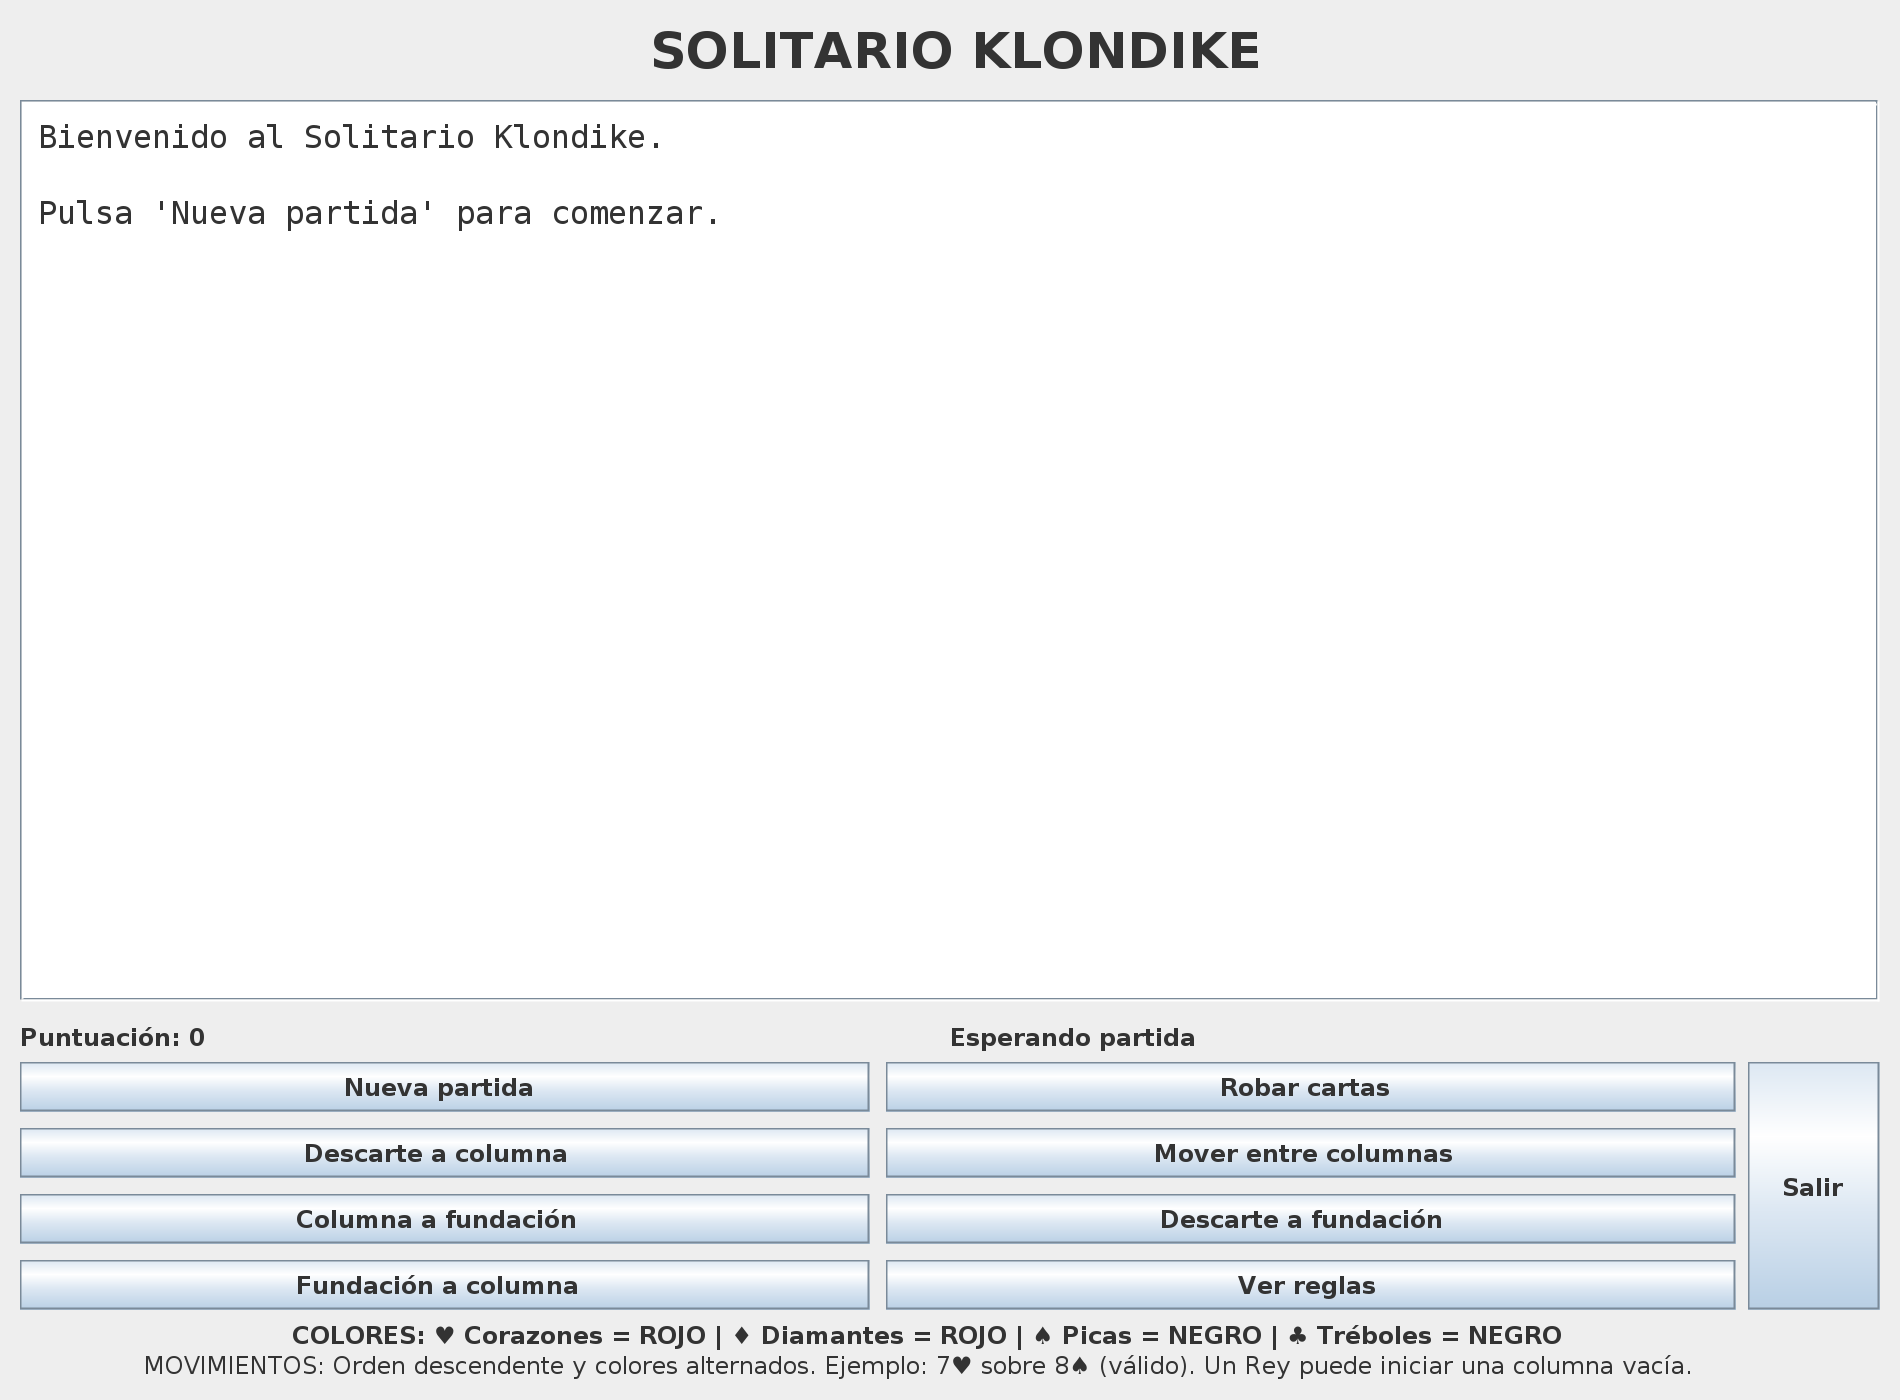 SOLITARIO KLONDIKE
Bienvenido al Solitario Klondike.
Pulsa 'Nueva partida' para comenzar.
Puntuación: 0
Esperando partida
Nueva partida
Robar cartas
Descarte a columna
Mover entre columnas
Salir
Columna a fundación
Descarte a fundación
Fundación a columna
Ver reglas
COLORES: ♥ Corazones = ROJO | ♦ Diamantes = ROJO | ♠ Picas = NEGRO | ♣ Tréboles = NEGRO
MOVIMIENTOS: Orden descendente y colores alternados. Ejemplo: 7♥ sobre 8♠ (válido). Un Rey puede iniciar una columna vacía.